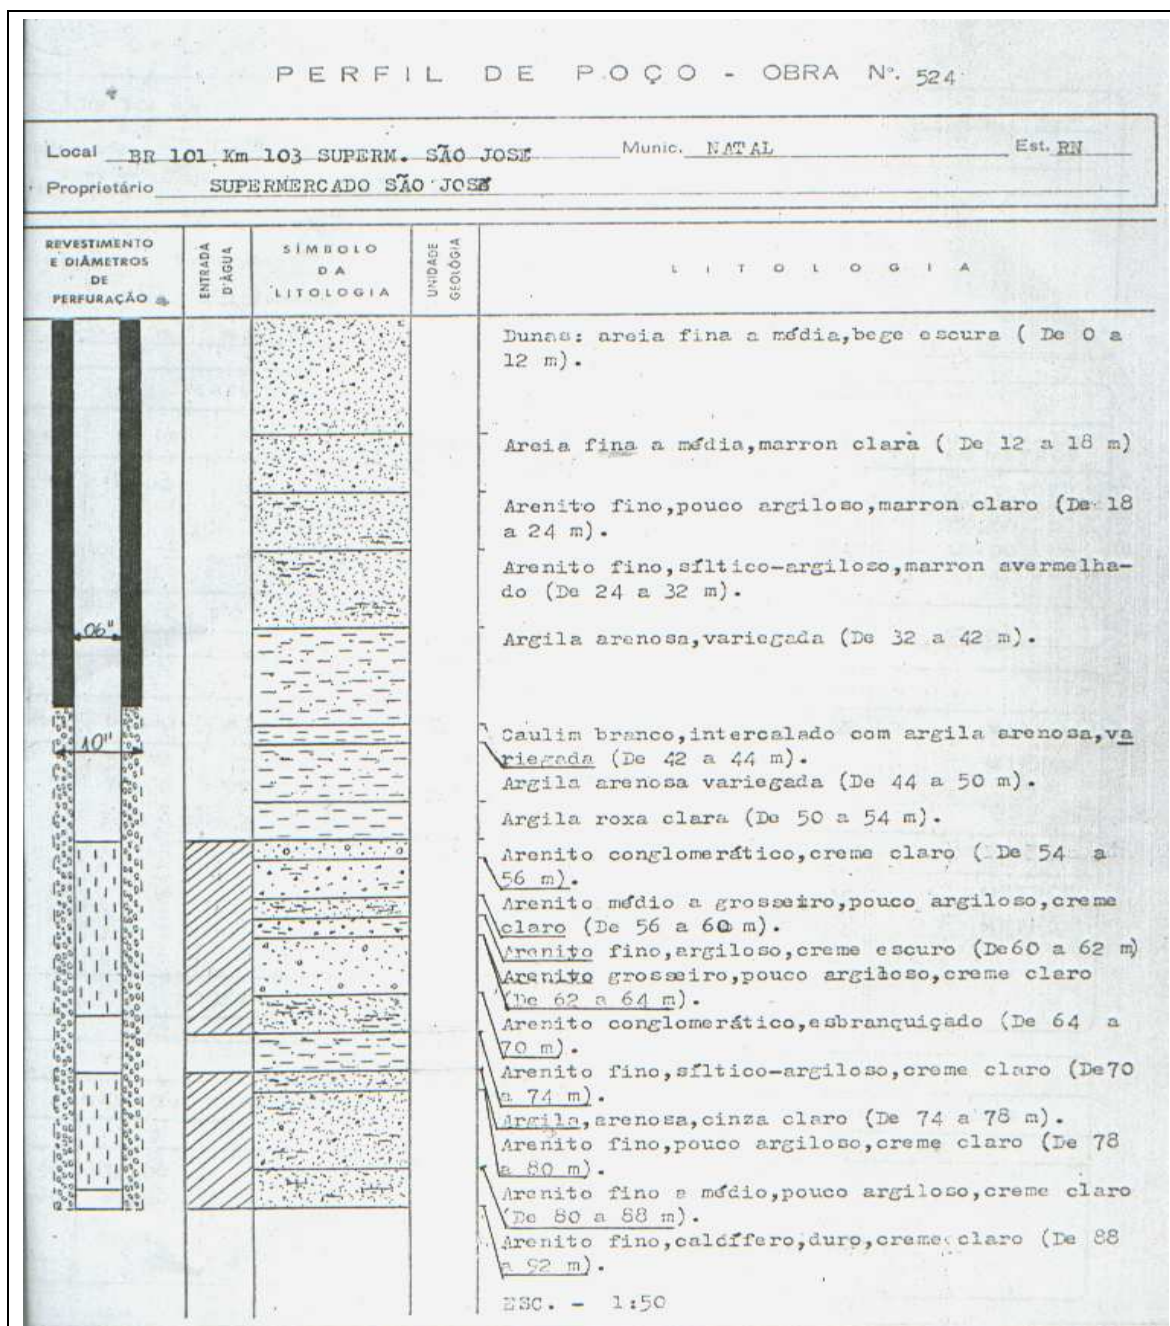 PERFIL DE POÇO - OBRA Nº. 524
Local BR 101 Km 103 SUPERM. SÃO JOSE Munic. NATAL Est. RN
Proprietário SUPERMERCADO SÃO JOSE
REVESTIMENTO
E DIÂMETROS
DE
PERFURAÇÃO
ENTRADA
D'ÁGUA
SÍMBOLO
DA
LITOLOGIA
UNIDADE
GEOLÓGIA
LITOLOGIA
Dunas: areia fina a média,bege escura ( De 0 a
12 m).
Areia fina a média,marron clara ( De 12 a 18 m)
Arenito fino,pouco argiloso,marron claro (De 18
a 24 m).
Arenito fino,síltico-argiloso,marron avermelha-
do (De 24 a 32 m).
06"
Argila arenosa,variegada (De 32 a 42 m).
10"
Caulim branco,intercalado com argila arenosa,va
riegada (De 42 a 44 m).
Argila arenosa variegada (De 44 a 50 m).
Argila roxa clara (De 50 a 54 m).
Arenito conglomerático,creme claro ( De 54 a
56 m).
Arenito médio a grosseiro,pouco argiloso,creme
claro (De 56 a 60 m).
Arenito fino,argiloso,creme escuro (De60 a 62 m)
Arenito grosseiro,pouco argiloso,creme claro
(De 62 a 64 m).
Arenito conglomerático,esbranquiçado (De 64 a
70 m).
Arenito fino,síltico-argiloso,creme claro (De70
a 74 m).
Argila,arenosa,cinza claro (De 74 a 78 m).
Arenito fino,pouco argiloso,creme claro (De 78
a 80 m).
Arenito fino e médio,pouco argiloso,creme claro
(De 80 a 88 m).
Arenito fino,calcífero,duro,creme claro (De 88
a 92 m).
ESC. - 1:50